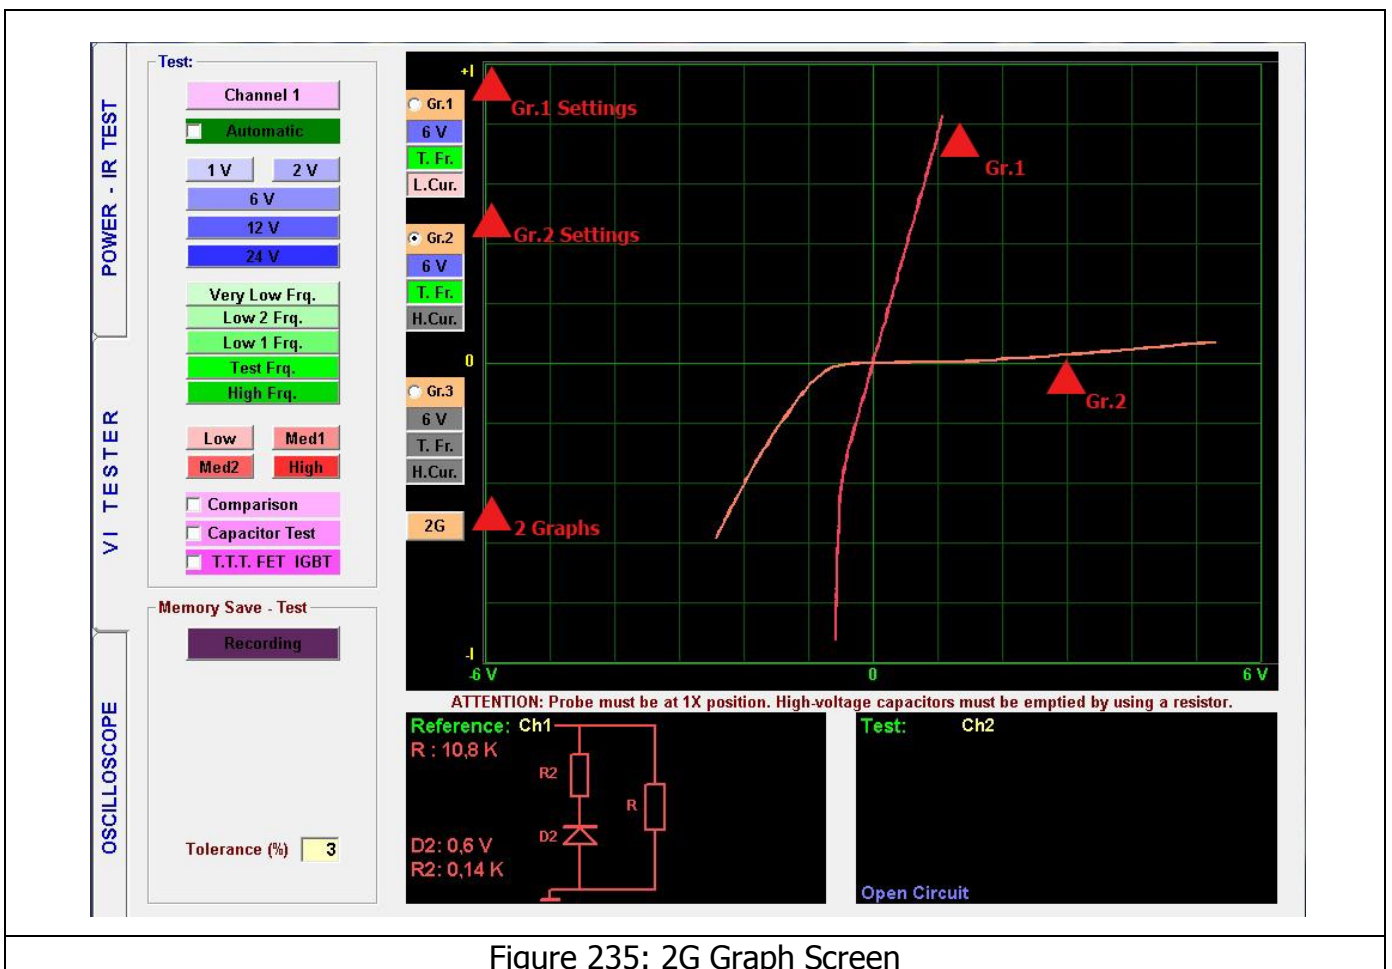 POWER - IR TEST
VI TESTER
OSCILLOSCOPE
Test:
Channel 1
Automatic
1 V
2 V
6 V
12 V
24 V
Very Low Frq.
Low 2 Frq.
Low 1 Frq.
Test Frq.
High Frq.
Low
Med1
Med2
High
Comparison
Capacitor Test
T.T.T. FET IGBT
Memory Save - Test
Recording
Tolerance (%)
3
+I
Gr.1
6 V
T. Fr.
L.Cur.
Gr.1 Settings
Gr.1
Gr.2
6 V
T. Fr.
H.Cur.
Gr.2 Settings
0
Gr.2
Gr.3
6 V
T. Fr.
H.Cur.
2G
2 Graphs
-I
-6 V
0
6 V
ATTENTION: Probe must be at 1X position. High-voltage capacitors must be emptied by using a resistor.
Reference: Ch1
R : 10,8 K
R2
R
D2
D2: 0,6 V
R2: 0,14 K
Test: Ch2
Open Circuit
Figure 235: 2G Graph Screen